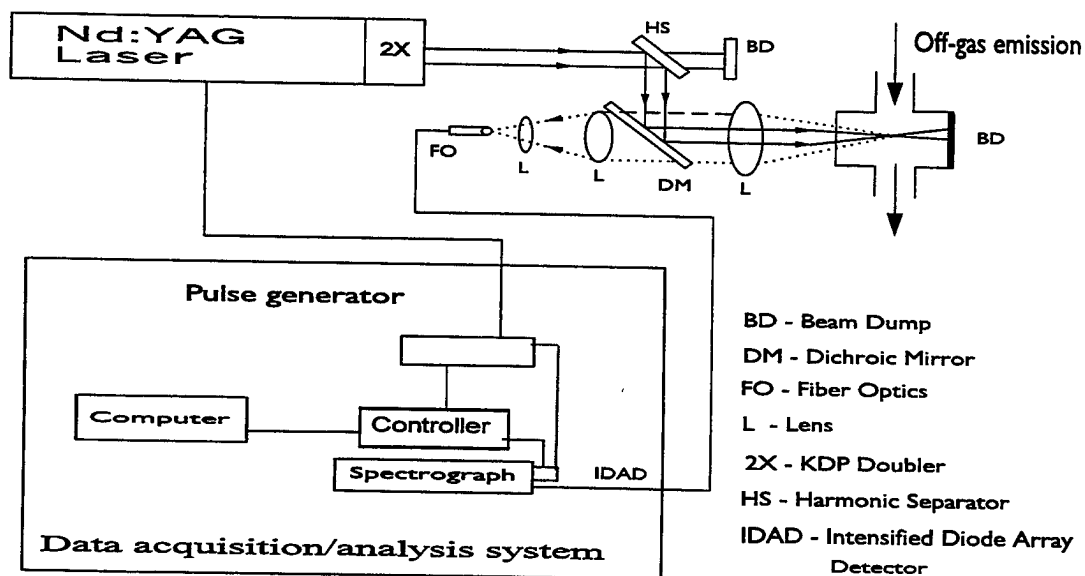 Nd:YAG
Laser
2X
HS
BD
Off-gas emission
FO
L
L
DM
L
BD
Pulse generator
Computer
Controller
Spectrograph
IDAD
Data acquisition/analysis system
BD - Beam Dump
DM - Dichroic Mirror
FO - Fiber Optics
L - Lens
2X - KDP Doubler
HS - Harmonic Separator
IDAD - Intensified Diode Array
Detector